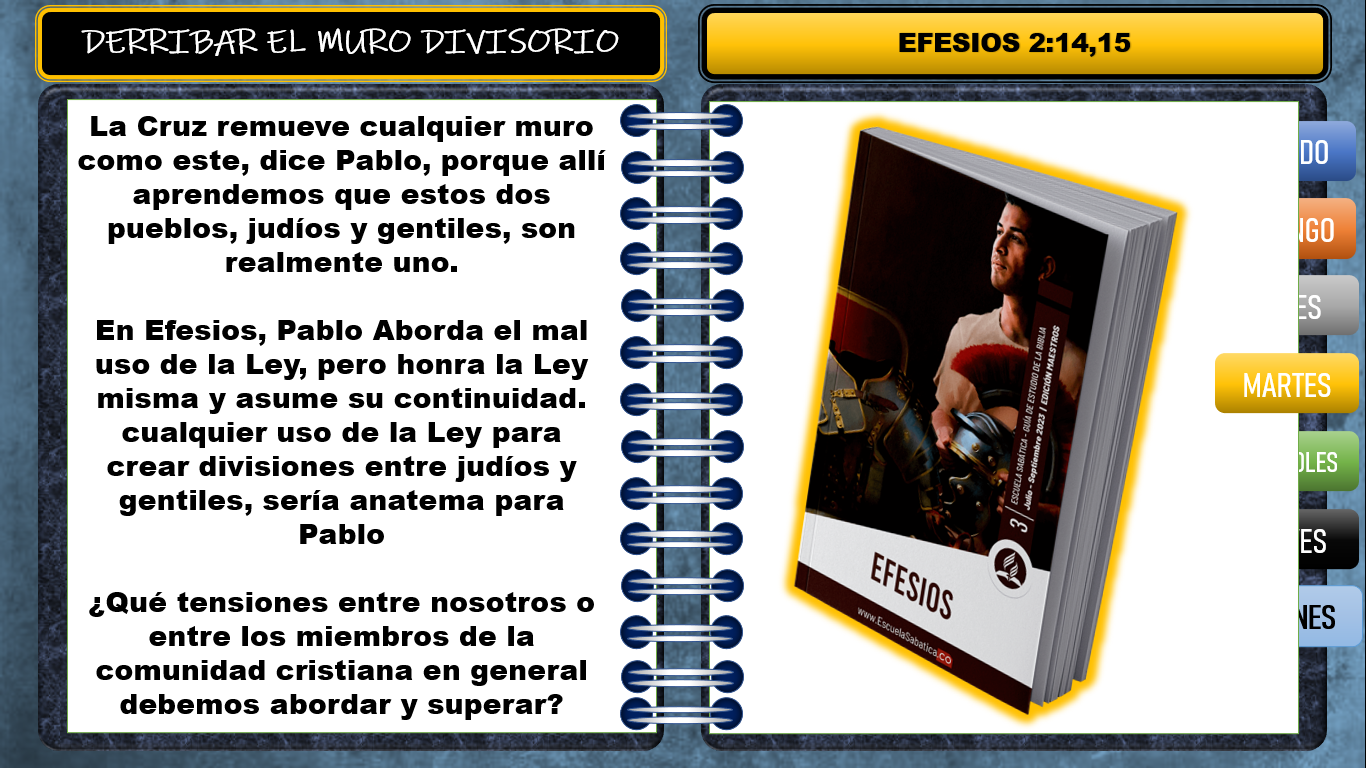 DERRIBAR EL MURO DIVISORIO
EFESIOS 2:14,15
La Cruz remueve cualquier muro
como este, dice Pablo, porque allí
aprendemos que estos dos
pueblos, judíos y gentiles, son
realmente uno.
En Efesios, Pablo Aborda el mal
uso de la Ley, pero honra la Ley
misma y asume su continuidad.
cualquier uso de la Ley para
crear divisiones entre judíos y
gentiles, sería anatema para
Pablo
¿Qué tensiones entre nosotros o
entre los miembros de la
comunidad cristiana en general
debemos abordar y superar?
3
ESCUELA SABÁTICA - GUÍA DE ESTUDIO DE LA BIBLIA
Julio - Septiembre 2023 | EDICIÓN MAESTROS
EFESIOS
www.EscuelaSabatica.co
DO
NGO
ES
MARTES
OLES
ES
NES